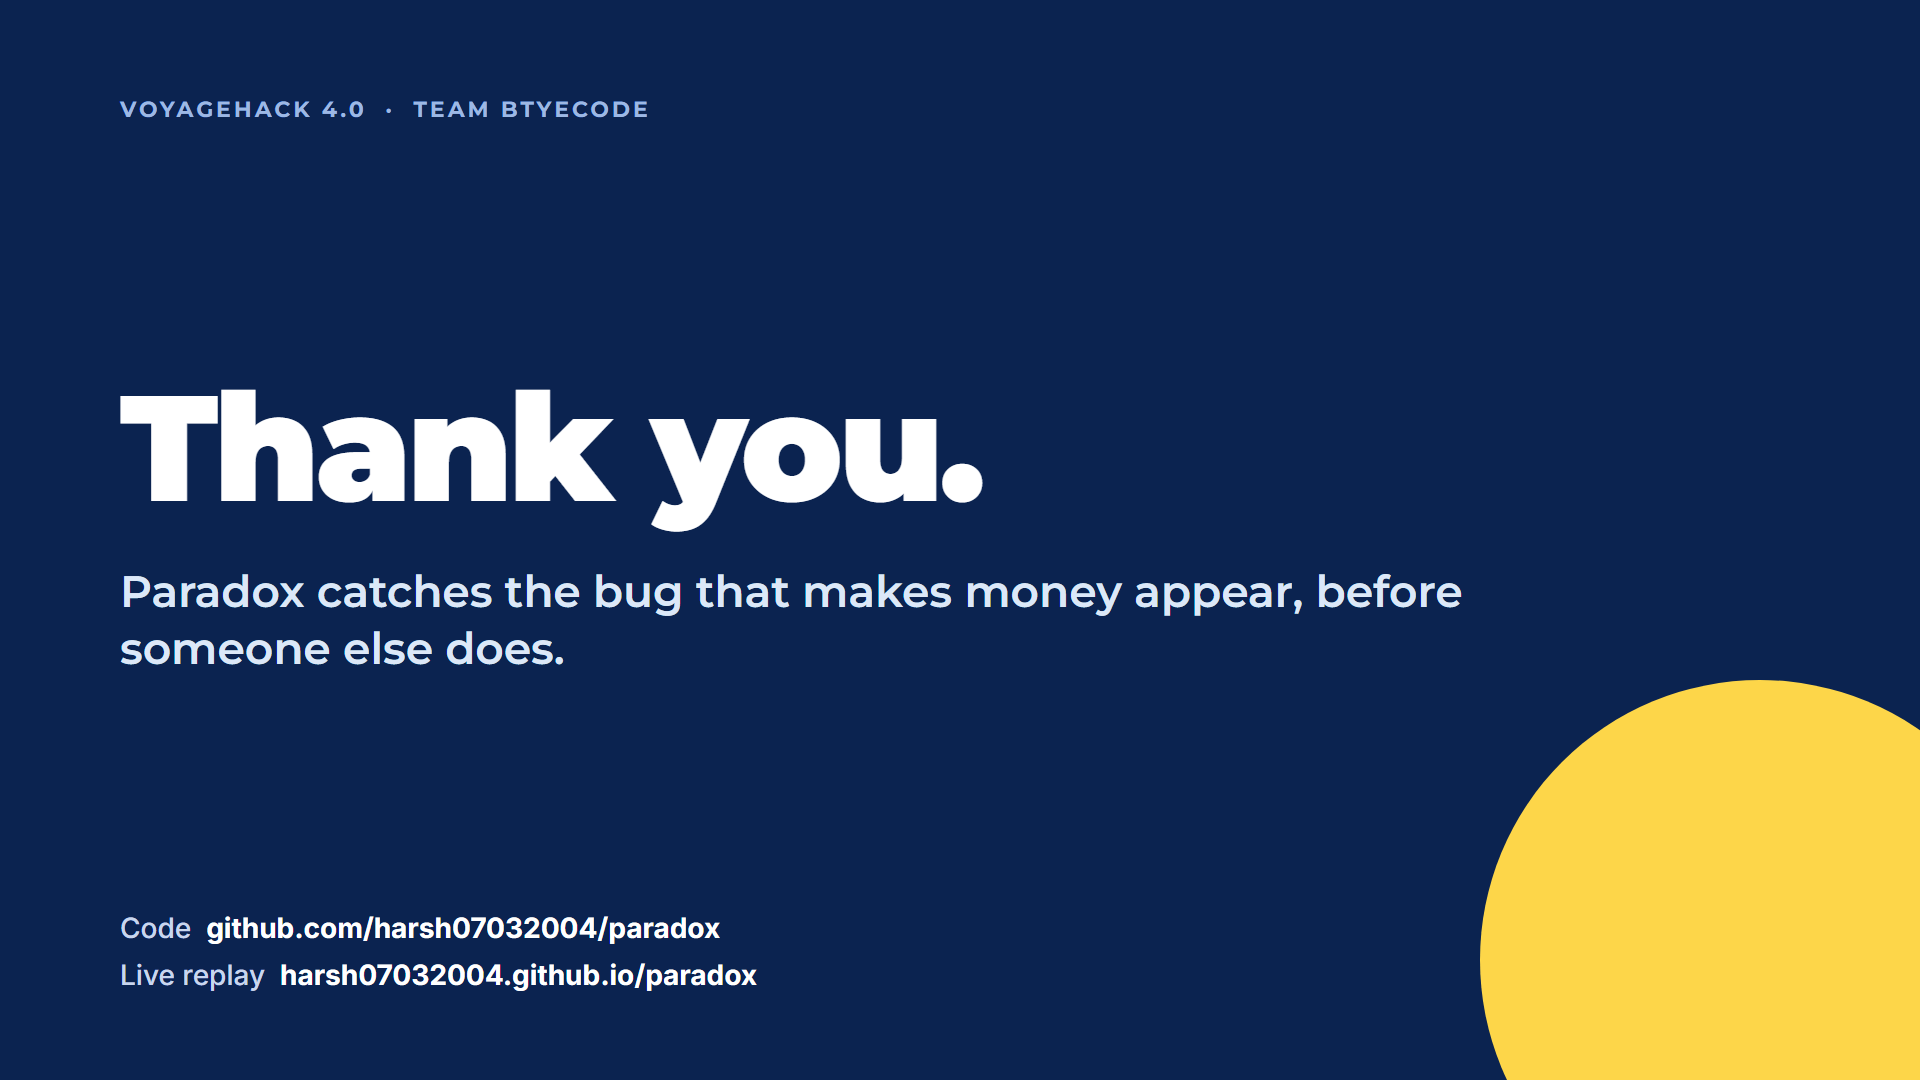 VOYAGEHACK 4.0 · TEAM BTYECODE
Thank you.
Paradox catches the bug that makes money appear, before
someone else does.
Code github.com/harsh07032004/paradox
Live replay harsh07032004.github.io/paradox